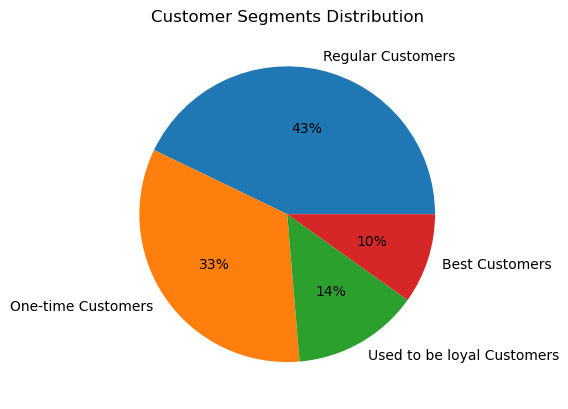 Customer Segments Distribution
Regular Customers
43%
33%
10%
Best Customers
14%
One-time Customers
Used to be loyal Customers